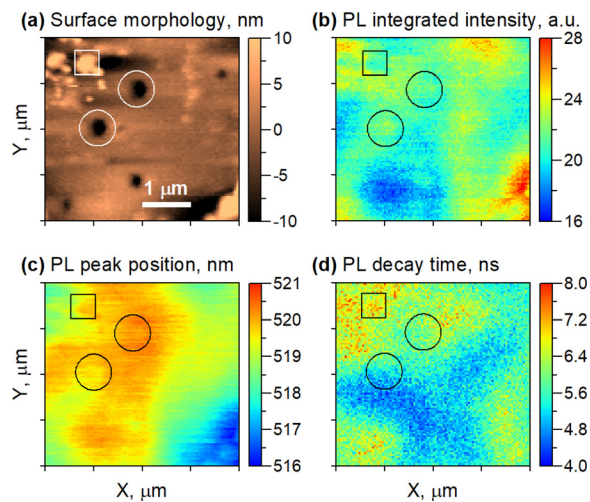 (a) Surface morphology, nm
10
5
0
-5
-10
Y, µm
1 µm
(b) PL integrated intensity, a.u.
28
26
24
22
20
18
16
(c) PL peak position, nm
521
520
519
518
517
516
Y, µm
X, µm
(d) PL decay time, ns
8.0
7.2
6.4
5.6
4.8
4.0
X, µm